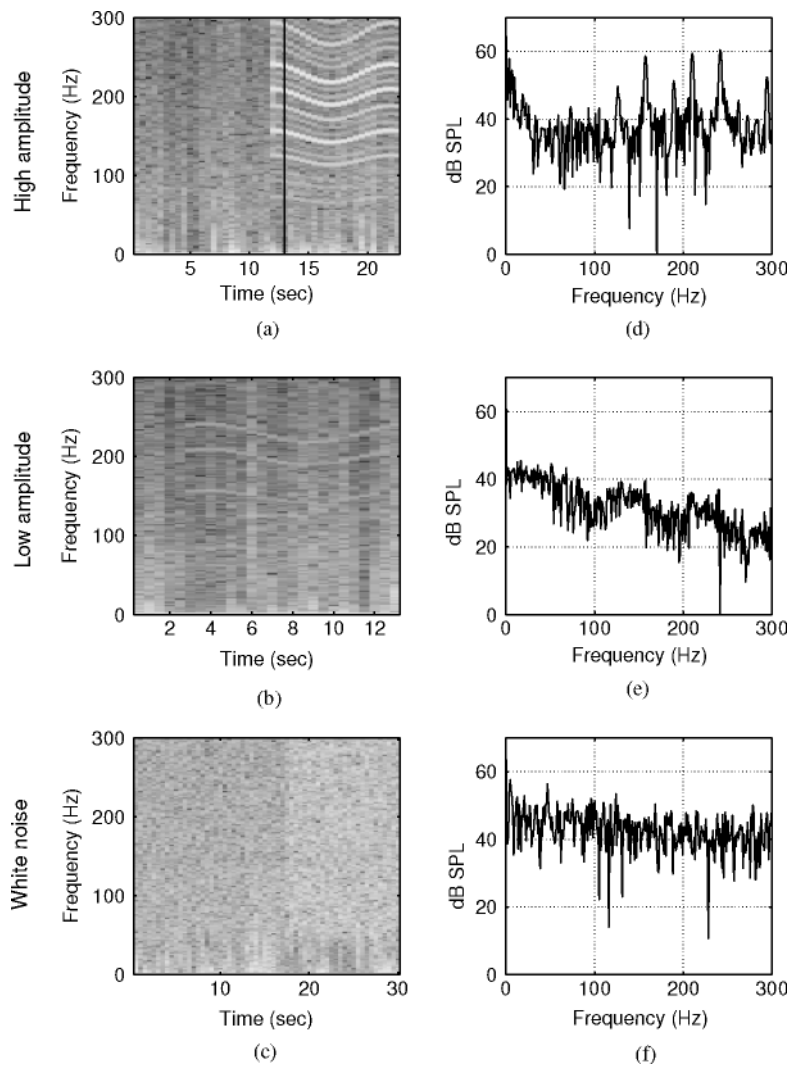 High amplitude
Frequency (Hz)
300
200
100
0
5 10 15 20
Time (sec)
(a)
dB SPL
60
40
20
0
0 100 200 300
Frequency (Hz)
(d)
Low amplitude
Frequency (Hz)
300
200
100
0
2 4 6 8 10 12
Time (sec)
(b)
dB SPL
60
40
20
0
0 100 200 300
Frequency (Hz)
(e)
White noise
Frequency (Hz)
300
200
100
0
10 20 30
Time (sec)
(c)
dB SPL
60
40
20
0
0 100 200 300
Frequency (Hz)
(f)